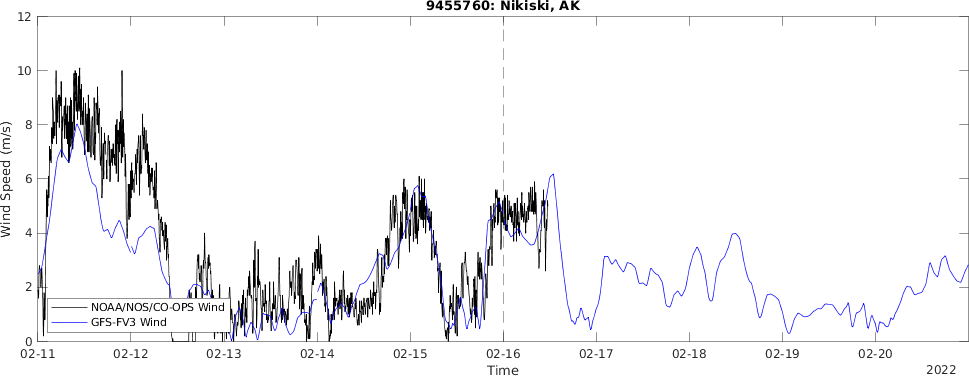 9455760: Nikiski, AK
12
10
8
6
4
2
0
Wind Speed (m/s)
NOAA/NOS/CO-OPS Wind
GFS-FV3 Wind
02-11 02-12 02-13 02-14 02-15 02-16 02-17 02-18 02-19 02-20
Time
2022